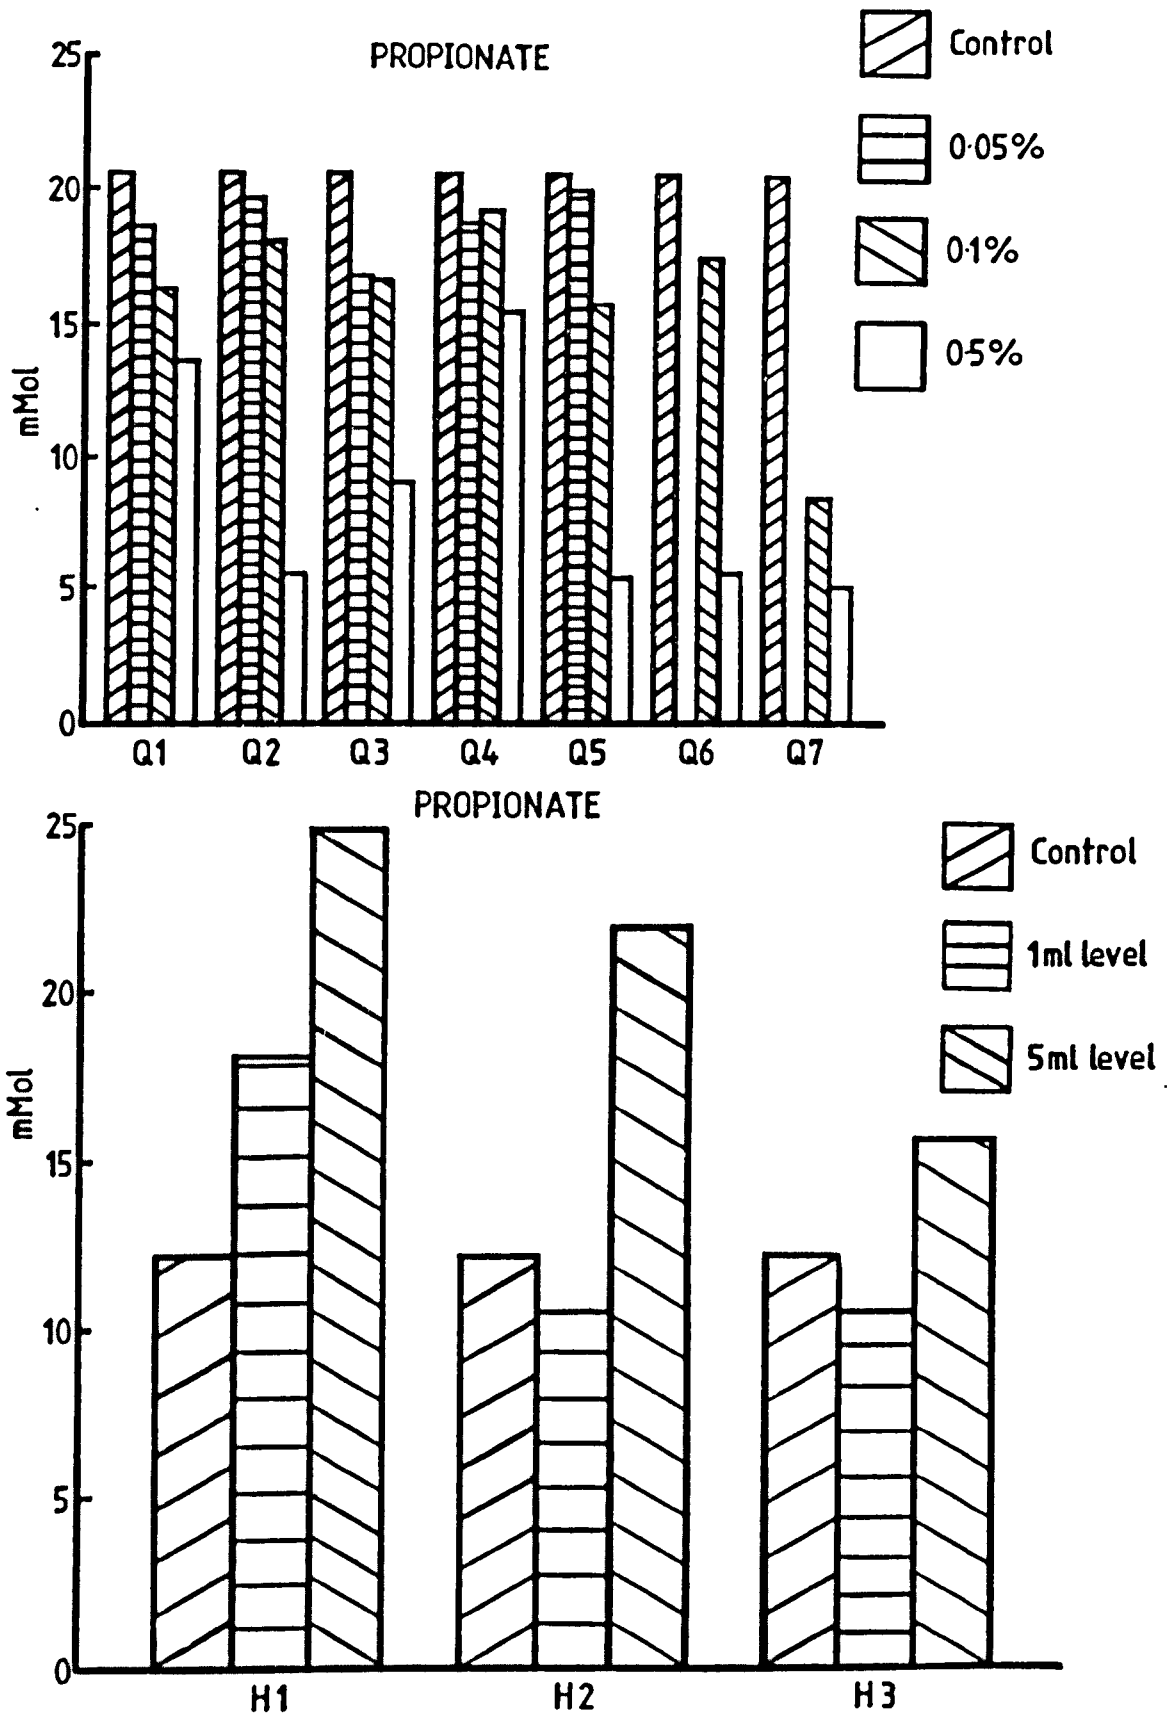 PROPIONATE
Control
0·05%
0·1%
0·5%
25
20
15
10
5
0
mMol
Q1 Q2 Q3 Q4 Q5 Q6 Q7
PROPIONATE
Control
1ml level
5ml level
25
20
15
10
5
0
mMol
H1 H2 H3